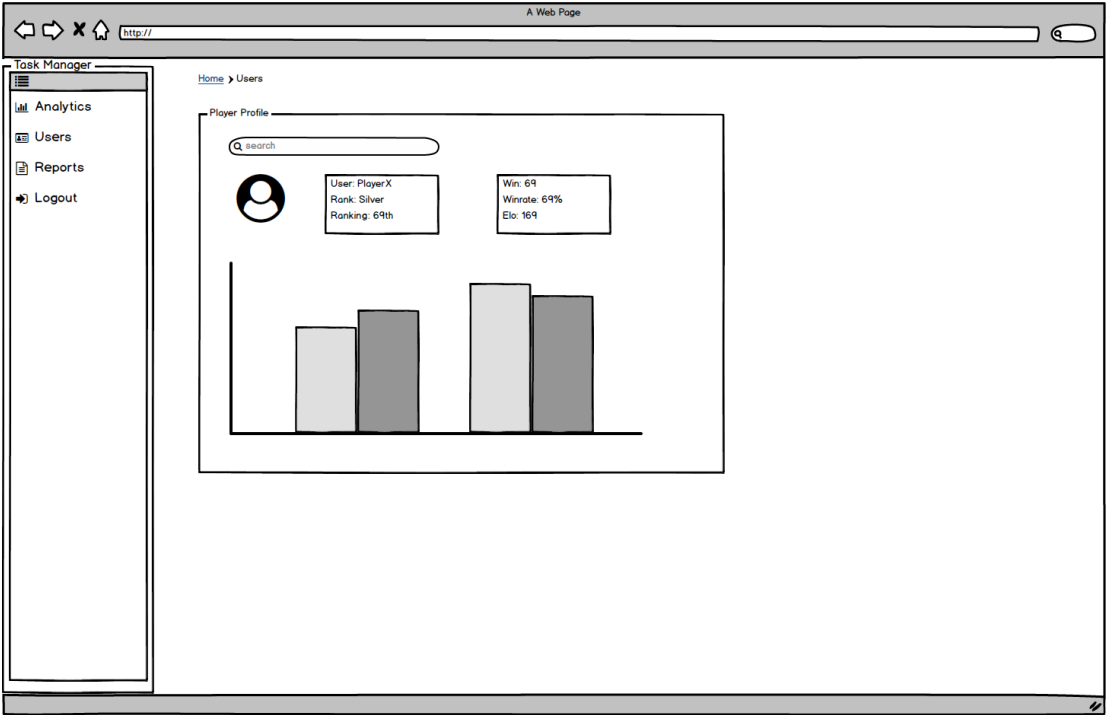 A Web Page
http://
Task Manager
Analytics
Users
Reports
Logout
Home ❯ Users
Player Profile
search
User: PlayerX
Rank: Silver
Ranking: 69th
Win: 69
Winrate: 69%
Elo: 169